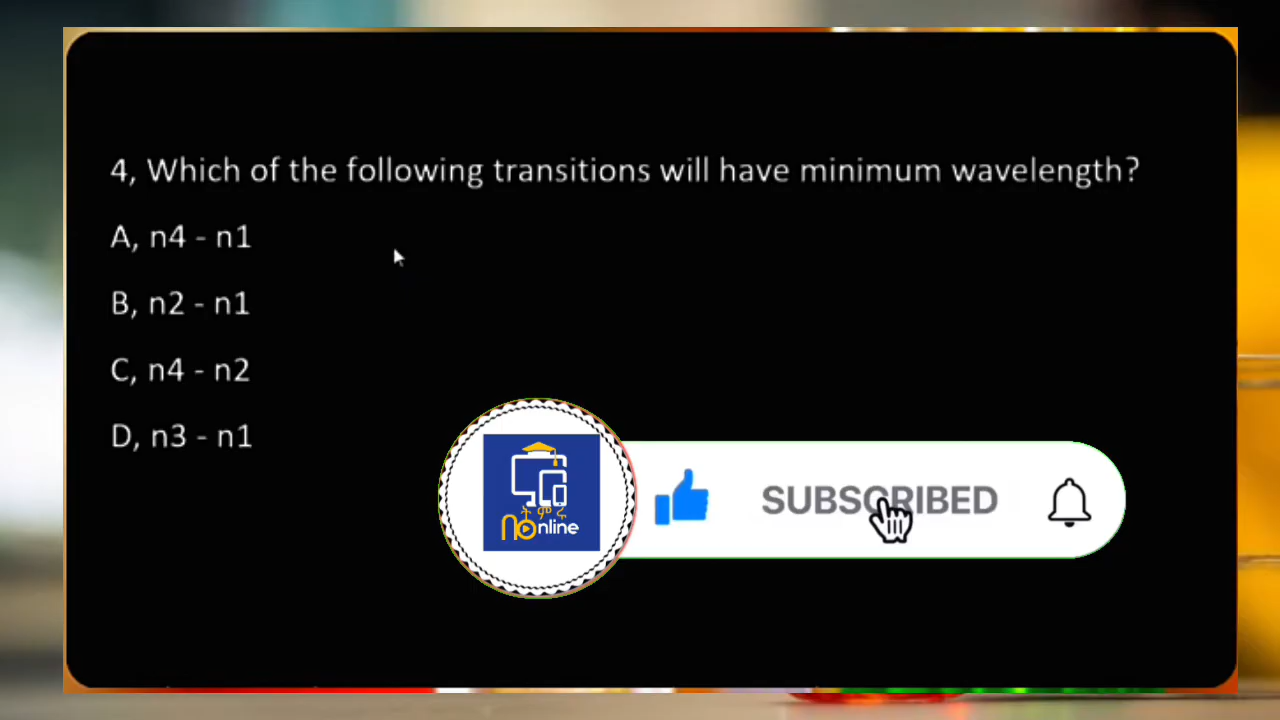 4, Which of the following transitions will have minimum wavelength?
A, n4 - n1
B, n2 - n1
C, n4 - n2
D, n3 - n1
SUBSCRIBED
ትምሩ
Online